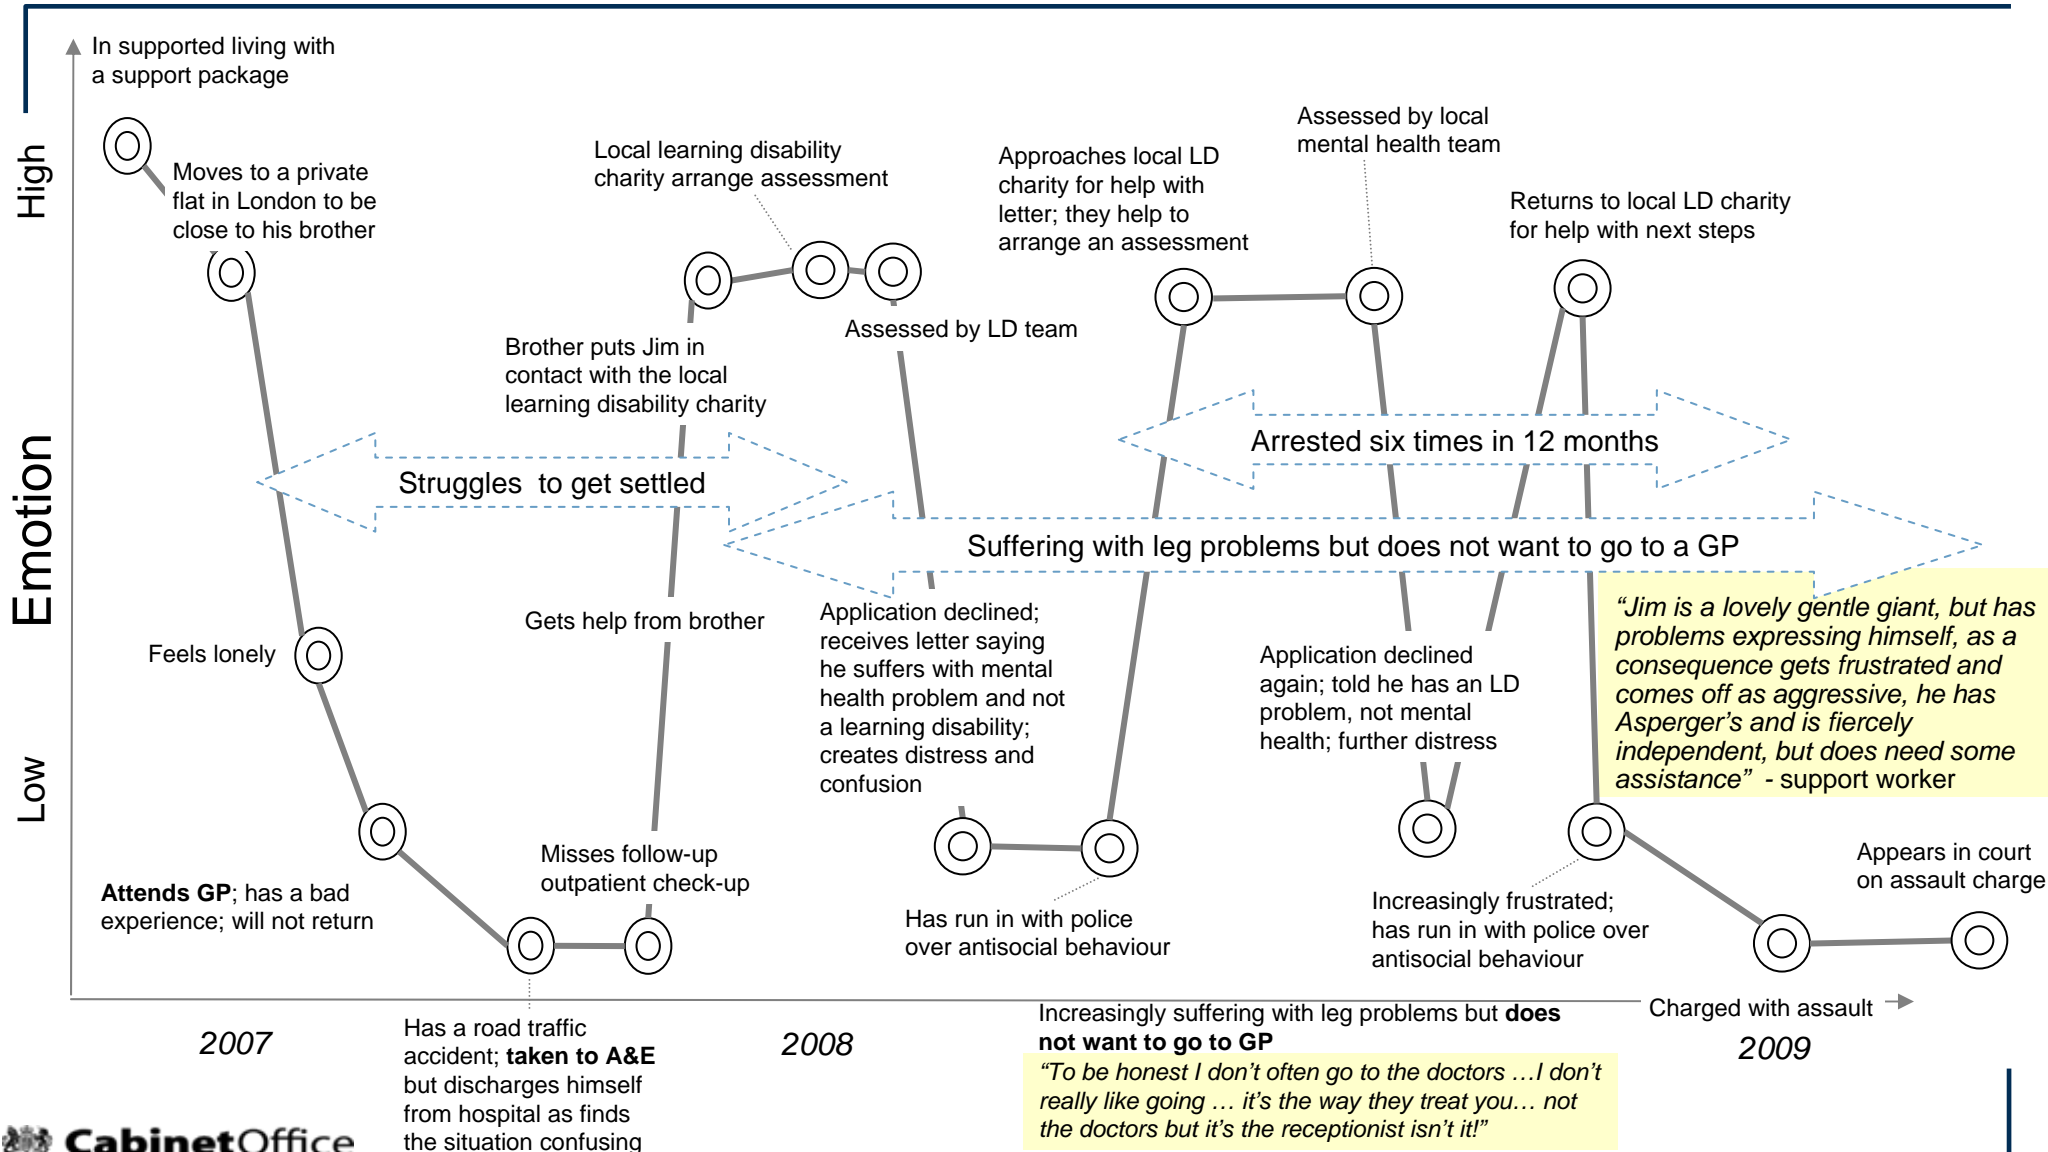 In supported living with
a support package
High
Emotion
Low
Moves to a private
flat in London to be
close to his brother
Feels lonely
Attends GP; has a bad
experience; will not return
Has a road traffic
accident; taken to A&E
but discharges himself
from hospital as finds
the situation confusing
Misses follow-up
outpatient check-up
Gets help from brother
Brother puts Jim in
contact with the local
learning disability charity
Local learning disability
charity arrange assessment
Assessed by LD team
Struggles to get settled
Application declined;
receives letter saying
he suffers with mental
health problem and not
a learning disability;
creates distress and
confusion
Has run in with police
over antisocial behaviour
Approaches local LD
charity for help with
letter; they help to
arrange an assessment
Assessed by local
mental health team
Arrested six times in 12 months
Suffering with leg problems but does not want to go to a GP
Application declined
again; told he has an LD
problem, not mental
health; further distress
Returns to local LD charity
for help with next steps
Increasingly frustrated;
has run in with police over
antisocial behaviour
“Jim is a lovely gentle giant, but has
problems expressing himself, as a
consequence gets frustrated and
comes off as aggressive, he has
Asperger’s and is fiercely
independent, but does need some
assistance” - support worker
Appears in court
on assault charge
Charged with assault
2007
2008
2009
Increasingly suffering with leg problems but does
not want to go to GP
“To be honest I don’t often go to the doctors …I don’t
really like going … it’s the way they treat you… not
the doctors but it’s the receptionist isn’t it!”
CabinetOffice